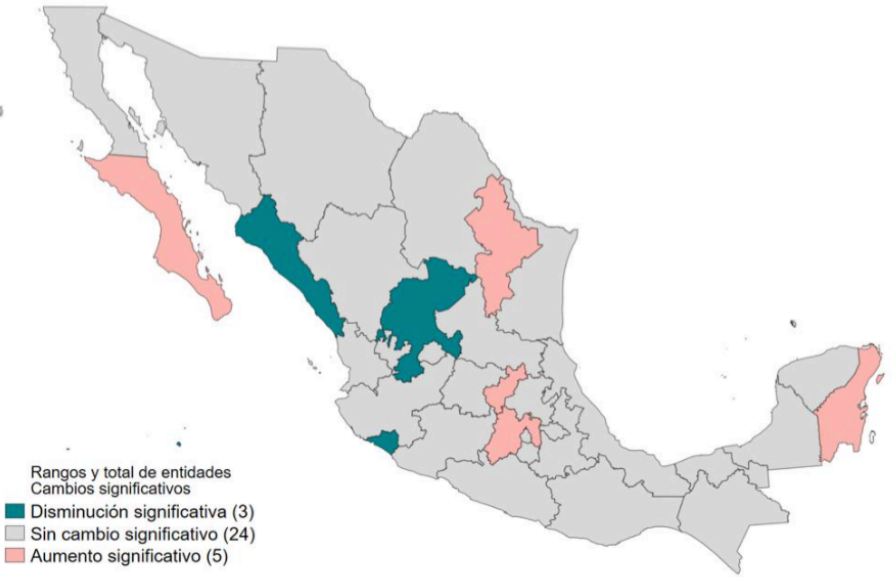 Rangos y total de entidades
Cambios significativos
Disminución significativa (3)
Sin cambio significativo (24)
Aumento significativo (5)